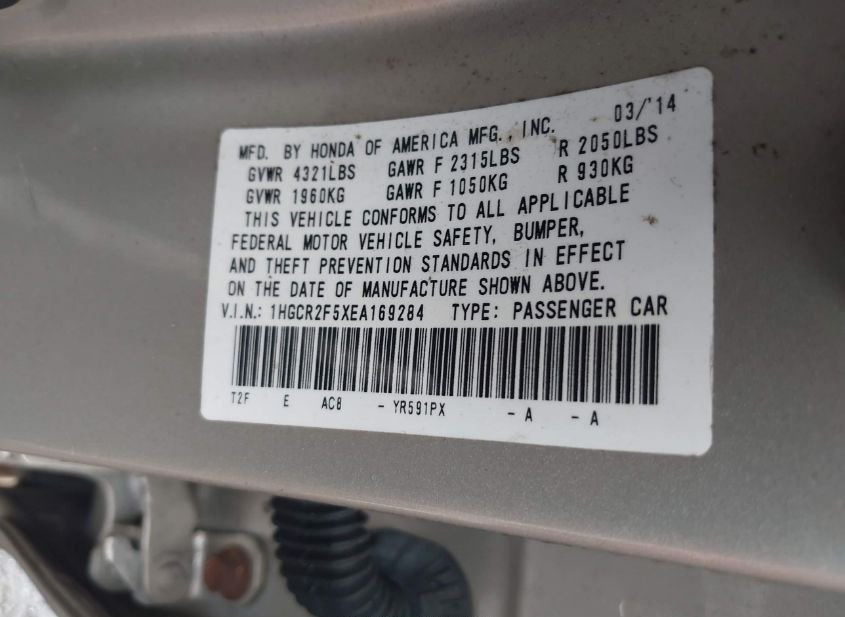 03/'14
MFD. BY HONDA OF AMERICA MFG., INC.
GVWR 4321LBS GAWR F 2315LBS R 2050LBS
GVWR 1960KG GAWR F 1050KG R 930KG
THIS VEHICLE CONFORMS TO ALL APPLICABLE
FEDERAL MOTOR VEHICLE SAFETY, BUMPER,
AND THEFT PREVENTION STANDARDS IN EFFECT
ON THE DATE OF MANUFACTURE SHOWN ABOVE.
V.I.N.: 1HGCR2F5XEA169284 TYPE: PASSENGER CAR
T2F E AC8 - YR591PX - A - A